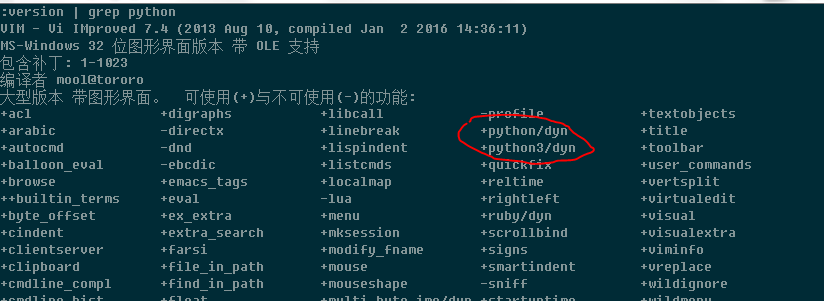 :version | grep python
VIM - Vi IMproved 7.4 (2013 Aug 10, compiled Jan  2 2016 14:36:11)
MS-Windows 32 位图形界面版本 带 OLE 支持
包含补丁: 1-1023
编译者 mool@tororo
大型版本 带图形界面。  可使用(+)与不可使用(-)的功能:
+acl +digraphs +libcall -profile +textobjects
+arabic -directx +linebreak +python/dyn +title
+autocmd -dnd +lispindent +python3/dyn +toolbar
+balloon_eval -ebcdic +listcmds +quickfix +user_commands
+browse +emacs_tags +localmap +reltime +vertsplit
++builtin_terms +eval -lua +rightleft +virtualedit
+byte_offset +ex_extra +menu +ruby/dyn +visual
+cindent +extra_search +mksession +scrollbind +visualextra
+clientserver +farsi +modify_fname +signs +viminfo
+clipboard +file_in_path +mouse +smartindent +vreplace
+cmdline_compl +find_in_path +mouseshape -sniff +wildignore
+cmdline_hist +float +multi_byte_ime/dyn +startuptime +wildmenu